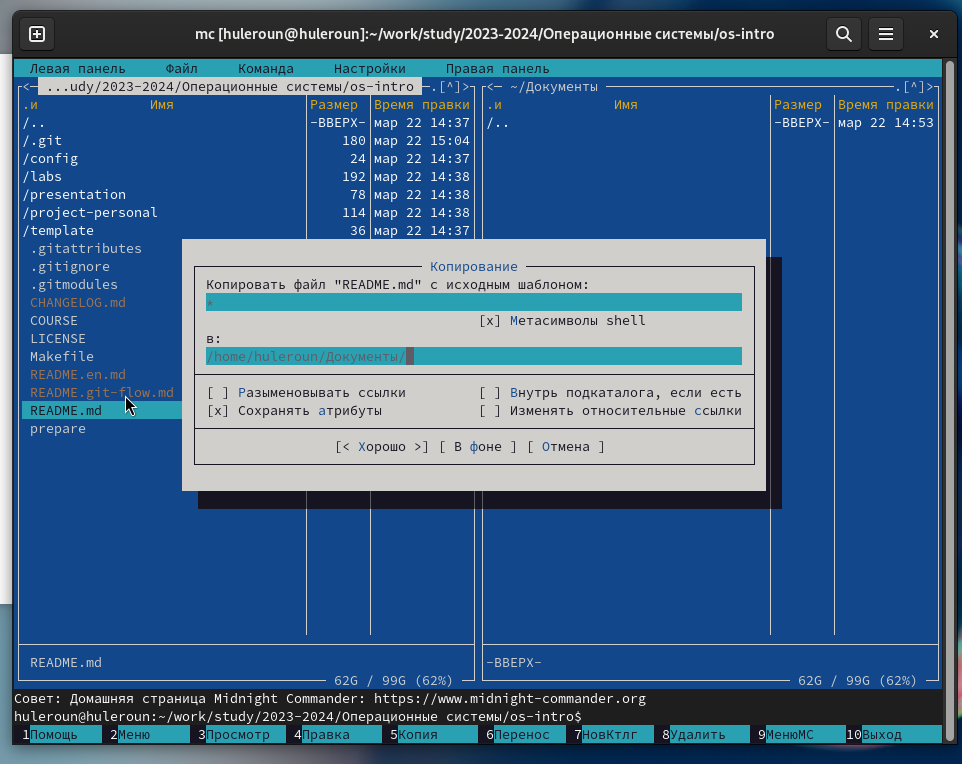 mc [huleroun@huleroun]:~/work/study/2023-2024/Операционные системы/os-intro
Левая панель Файл Команда Настройки Правая панель
<─ ...udy/2023-2024/Операционные системы/os-intro ─.[^]> <─ ~/Документы ─.[^]>
.и Имя Размер Время правки .и Имя Размер Время правки
/.. -ВВЕРХ- мар 22 14:37 /.. -ВВЕРХ- мар 22 14:53
/.git 180 мар 22 15:04
/config 24 мар 22 14:37
/labs 192 мар 22 14:38
/presentation 78 мар 22 14:38
/project-personal 114 мар 22 14:38
/template 36 мар 22 14:37
.gitattributes
.gitignore
.gitmodules
CHANGELOG.md
COURSE
LICENSE
Makefile
README.en.md
README.git-flow.md
README.md
prepare
Копирование
Копировать файл "README.md" с исходным шаблоном:
*
[x] Метасимволы shell
в:
/home/huleroun/Документы/
[ ] Разыменовывать ссылки [ ] Внутрь подкаталога, если есть
[x] Сохранять атрибуты [ ] Изменять относительные ссылки
[< Хорошо >] [ В фоне ] [ Отмена ]
README.md -ВВЕРХ-
62G / 99G (62%) 62G / 99G (62%)
Совет: Домашняя страница Midnight Commander: https://www.midnight-commander.org
huleroun@huleroun:~/work/study/2023-2024/Операционные системы/os-intro$
1Помощь 2Меню 3Просмотр 4Правка 5Копия 6Перенос 7НовКтлг 8Удалить 9МенюMC 10Выход